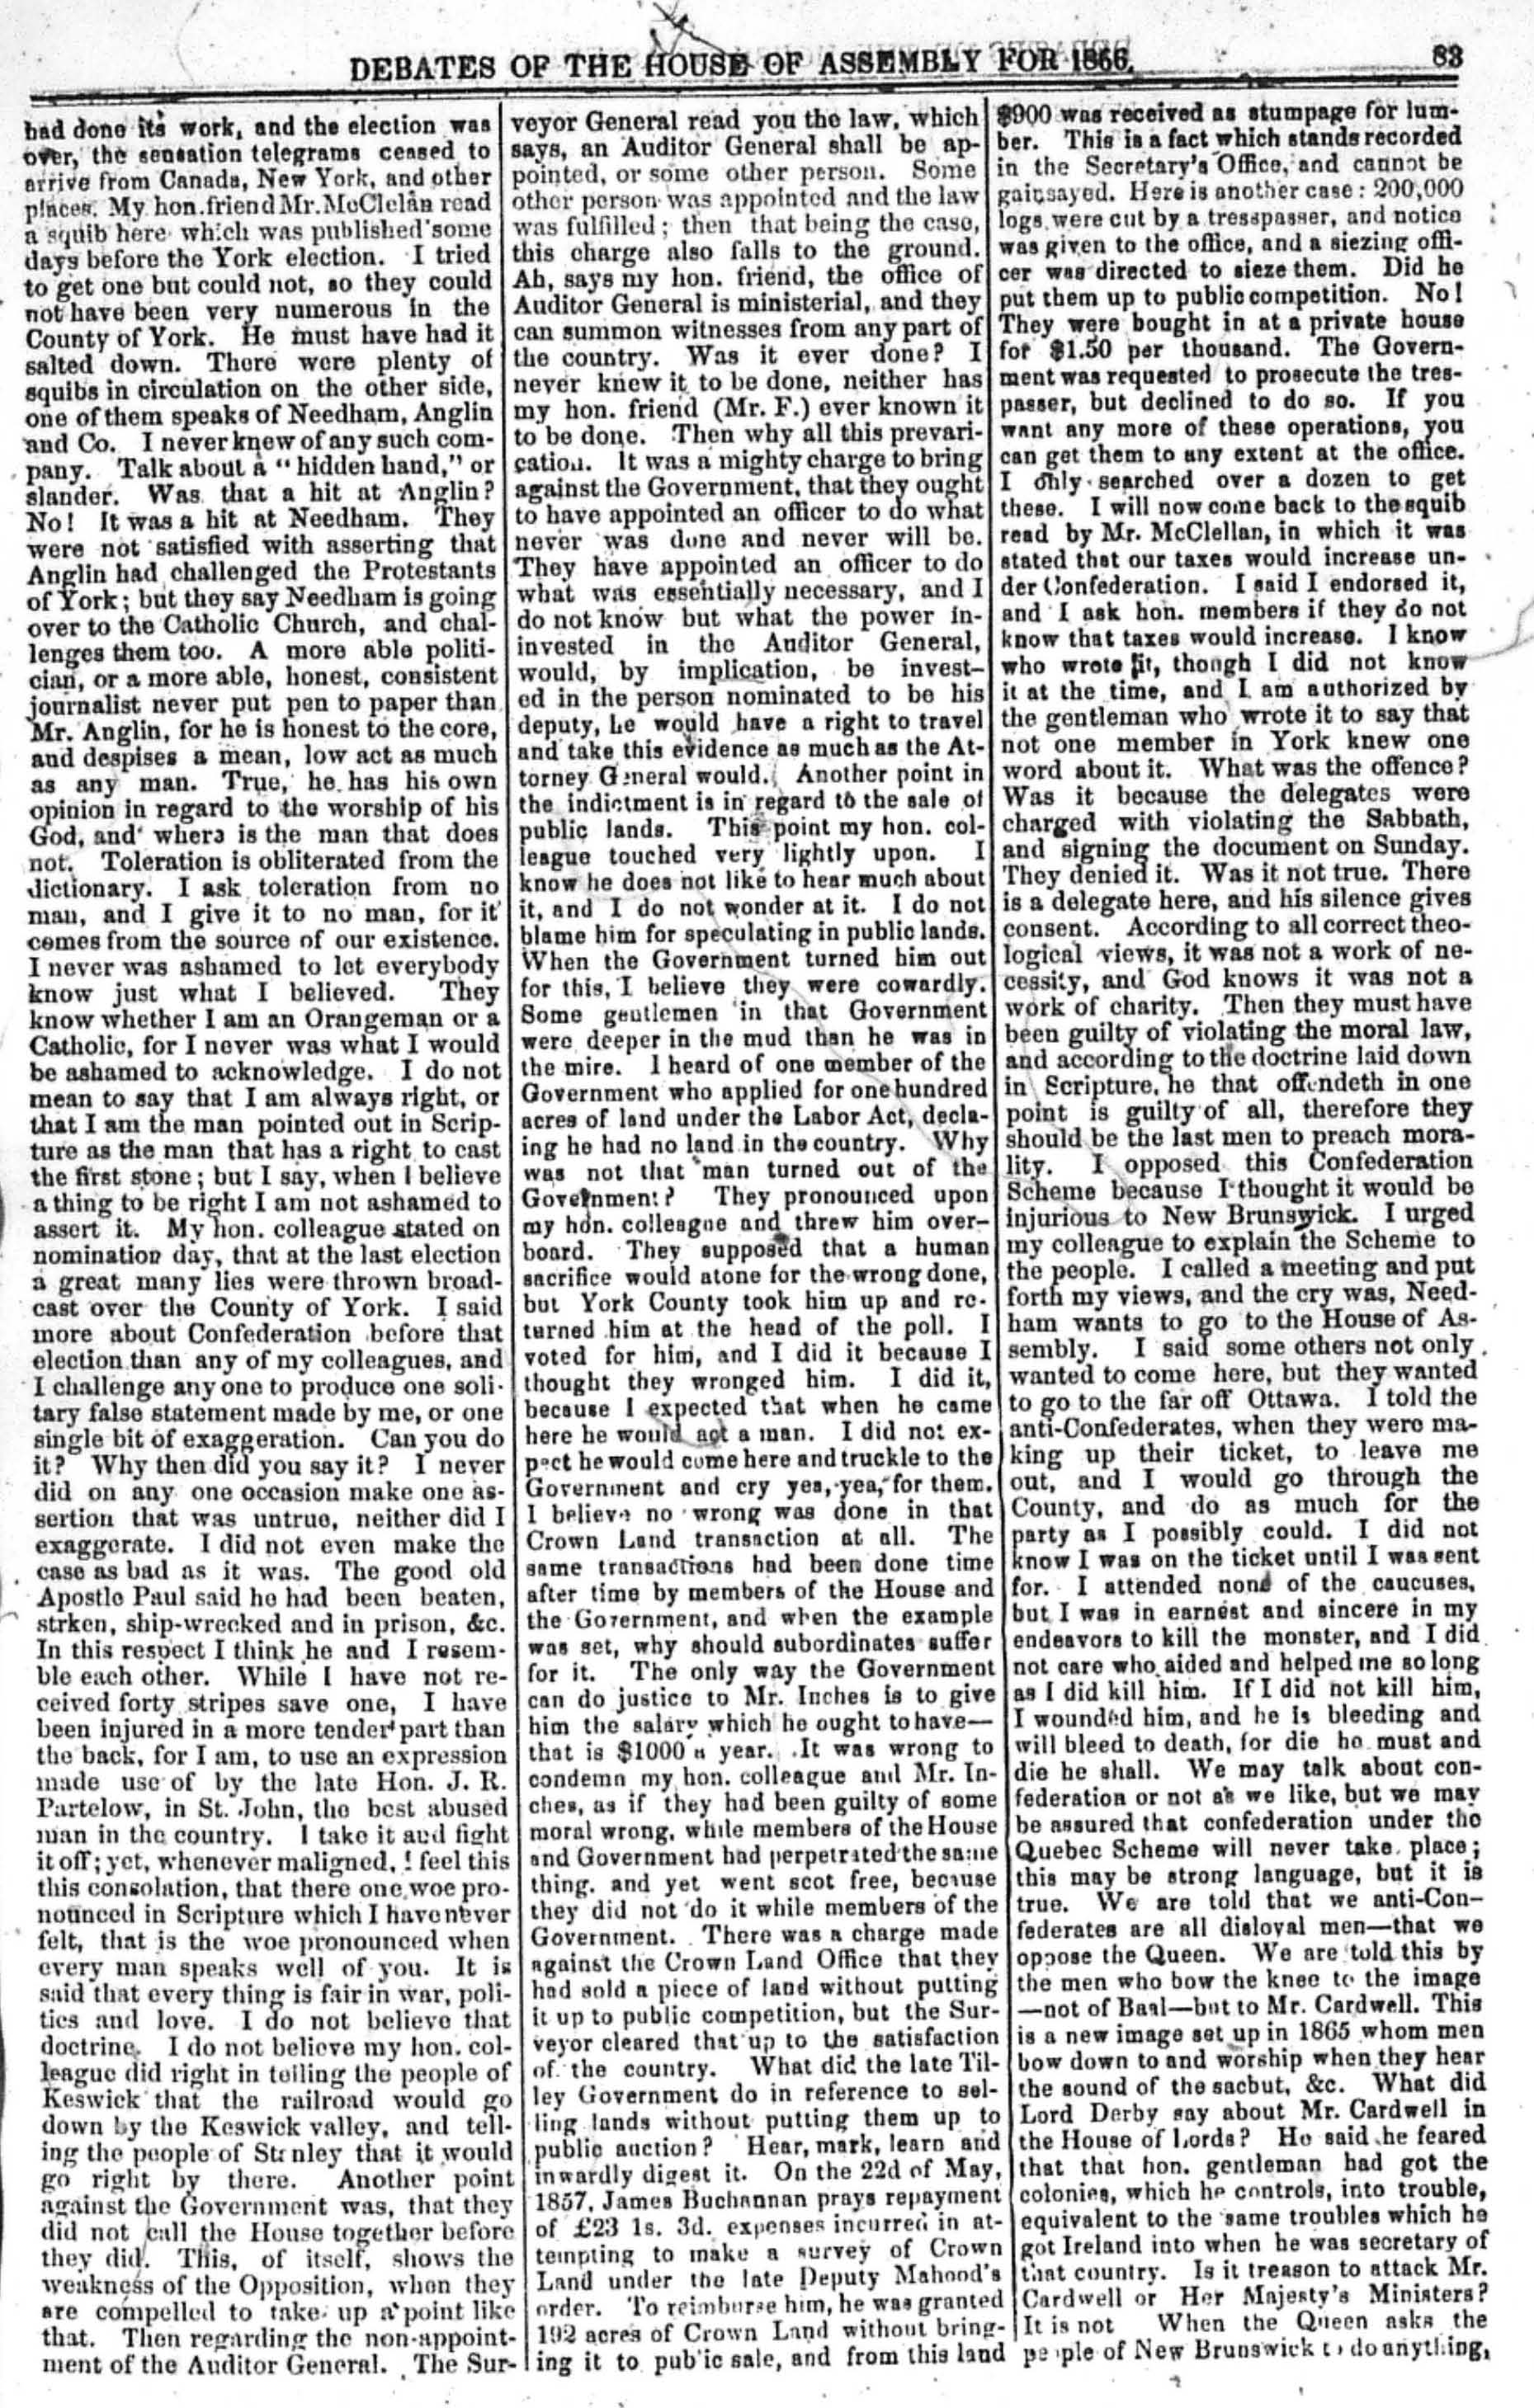 DEBATES OF THE HOUSE OF ASSEMBLY FOR 1866.
83
had done its work, and the election was
over, the sensation telegrams ceased to
arrive from Canada, New York, and other
places. My hon. friend Mr. McClelan read
a squib here which was published some
days before the York election. I tried
to get one but could not, so they could
not have been very numerous in the
County of York. He must have had it
salted down. There were plenty of
squibs in circulation on the other side,
one of them speaks of Needham, Anglin
and Co. I never knew of any such com-
pany. Talk about a "hidden hand," or
slander. Was that a hit at Anglin?
No! It was a hit at Needham. They
were not satisfied with asserting that
Anglin had challenged the Protestants
of York; but they say Needham is going
over to the Catholic Church, and chal-
lenges them too. A more able politi-
cian, or a more able, honest, consistent
journalist never put pen to paper than
Mr. Anglin, for he is honest to the core,
and despises a mean, low act as much
as any man. True, he has his own
opinion in regard to the worship of his
God, and where is the man that does
not. Toleration is obliterated from the
dictionary. I ask toleration from no
man, and I give it to no man, for it
comes from the source of our existence.
I never was ashamed to let everybody
know just what I believed. They
know whether I am an Orangeman or a
Catholic, for I never was what I would
be ashamed to acknowledge. I do not
mean to say that I am always right, or
that I am the man pointed out in Scrip-
ture as the man that has a right to cast
the first stone; but I say, when I believe
a thing to be right I am not ashamed to
assert it. My hon. colleague stated on
nomination day, that at the last election
a great many lies were thrown broad-
cast over the County of York. I said
more about Confederation before that
election than any of my colleagues, and
I challenge any one to produce one soli-
tary false statement made by me, or one
single bit of exaggeration. Can you do
it? Why then did you say it? I never
did on any one occasion make one as-
sertion that was untrue, neither did I
exaggerate. I did not even make the
case as bad as it was. The good old
Apostle Paul said he had been beaten,
strken, ship-wrecked and in prison, &c.
In this respect I think he and I resem-
ble each other. While I have not re-
ceived forty stripes save one, I have
been injured in a more tender part than
the back, for I am, to use an expression
made use of by the late Hon. J. R.
Partelow, in St. John, the best abused
man in the country. I take it and fight
it off; yet, whenever maligned, I feel this
this consolation, that there one woe pro-
nounced in Scripture which I have never
felt, that is the woe pronounced when
every man speaks well of you. It is
said that every thing is fair in war, poli-
tics and love. I do not believe that
doctrine. I do not believe my hon. col-
league did right in telling the people of
Keswick that the railroad would go
down by the Keswick valley, and tell-
ing the people of Stanley that it would
go right by there. Another point
against the Government was, that they
did not call the House together before
they did. This, of itself, shows the
weakness of the Opposition, when they
are compelled to take up a point like
that. Then regarding the non-appoint-
ment of the Auditor General. The Sur-
veyor General read you the law, which
says, an Auditor General shall be ap-
pointed, or some other person. Some
other person was appointed and the law
was fulfilled; then that being the case,
this charge also falls to the ground.
Ah, says my hon. friend, the office of
Auditor General is ministerial, and they
can summon witnesses from any part of
the country. Was it ever done? I
never knew it to be done, neither has
my hon. friend (Mr. F.) ever known it
to be done. Then why all this prevari-
cation. It was a mighty charge to bring
against the Government, that they ought
to have appointed an officer to do what
never was done and never will be.
They have appointed an officer to do
what was essentially necessary, and I
do not know but what the power in-
invested in the Auditor General,
would, by implication, be invest-
ed in the person nominated to be his
deputy, he would have a right to travel
and take this evidence as much as the At-
torney General would. Another point in
the indictment is in regard to the sale of
public lands. This point my hon. col-
league touched very lightly upon. I
know he does not like to hear much about
it, and I do not wonder at it. I do not
blame him for speculating in public lands.
When the Government turned him out
for this, I believe they were cowardly.
Some gentlemen in that Government
were deeper in the mud than he was in
the mire. I heard of one member of the
Government who applied for one hundred
acres of land under the Labor Act, decla-
ing he had no land in the country. Why
was not that man turned out of the
Government? They pronounced upon
my hon. colleague and threw him over-
board. They supposed that a human
sacrifice would atone for the wrong done,
but York County took him up and re-
turned him at the head of the poll. I
voted for him, and I did it because I
thought they wronged him. I did it,
because I expected that when he came
here he would act a man. I did not ex-
pect he would come here and truckle to the
Government and cry yea, yea, for them.
I believe no wrong was done in that
Crown Land transaction at all. The
same transactions had been done time
after time by members of the House and
the Government, and when the example
was set, why should subordinates suffer
for it. The only way the Government
can do justice to Mr. Inches is to give
him the salary which he ought to have—
that is $1000 a year. It was wrong to
condemn my hon. colleague and Mr. In-
ches, as if they had been guilty of some
moral wrong, while members of the House
and Government had perpetrated the same
thing, and yet went scot free, because
they did not do it while members of the
Government. There was a charge made
against the Crown Land Office that they
had sold a piece of land without putting
it up to public competition, but the Sur-
veyor cleared that up to the satisfaction
of the country. What did the late Til-
ley Government do in reference to sel-
ling lands without putting them up to
public auction? Hear, mark, learn and
inwardly digest it. On the 22d of May,
1857, James Buchannan prays repayment
of £23 1s. 3d. expenses incurred in at-
tempting to make a survey of Crown
Land under the late Deputy Mahood's
order. To reimburse him, he was granted
192 acres of Crown Land without bring-
ing it to public sale, and from this land
$900 was received as stumpage for lum-
ber. This is a fact which stands recorded
in the Secretary's Office, and cannot be
gainsayed. Here is another case: 200,000
logs were cut by a tresspasser, and notice
was given to the office, and a siezing offi-
cer was directed to sieze them. Did he
put them up to public competition. No!
They were bought in at a private house
for $1.50 per thousand. The Govern-
ment was requested to prosecute the tres-
passer, but declined to do so. If you
want any more of these operations, you
can get them to any extent at the office.
I only searched over a dozen to get
these. I will now come back to the squib
read by Mr. McClellan, in which it was
stated that our taxes would increase un-
der Confederation. I said I endorsed it,
and I ask hon. members if they do not
know that taxes would increase. I know
who wrote it, though I did not know
it at the time, and I am authorized by
the gentleman who wrote it to say that
not one member in York knew one
word about it. What was the offence?
Was it because the delegates were
charged with violating the Sabbath,
and signing the document on Sunday.
They denied it. Was it not true. There
is a delegate here, and his silence gives
consent. According to all correct theo-
logical views, it was not a work of ne-
cessity, and God knows it was not a
work of charity. Then they must have
been guilty of violating the moral law,
and according to the doctrine laid down
in Scripture, he that offendeth in one
point is guilty of all, therefore they
should be the last men to preach mora-
lity. I opposed this Confederation
Scheme because I thought it would be
injurious to New Brunswick. I urged
my colleague to explain the Scheme to
the people. I called a meeting and put
forth my views, and the cry was, Need-
ham wants to go to the House of As-
sembly. I said some others not only
wanted to come here, but they wanted
to go to the far off Ottawa. I told the
anti-Confederates, when they were ma-
king up their ticket, to leave me
out, and I would go through the
County, and do as much for the
party as I possibly could. I did not
know I was on the ticket until I was sent
for. I attended none of the caucuses,
but I was in earnest and sincere in my
endeavors to kill the monster, and I did
not care who aided and helped me so long
as I did kill him. If I did not kill him,
I wounded him, and he is bleeding and
will bleed to death, for die he must and
die he shall. We may talk about con-
federation or not as we like, but we may
be assured that confederation under the
Quebec Scheme will never take place;
this may be strong language, but it is
true. We are told that we anti-Con-
federates are all disloyal men—that we
oppose the Queen. We are told this by
the men who bow the knee to the image
—not of Baal—but to Mr. Cardwell. This
is a new image set up in 1865 whom men
bow down to and worship when they hear
the sound of the sacbut, &c. What did
Lord Derby say about Mr. Cardwell in
the House of Lords? He said he feared
that that hon. gentleman had got the
colonies, which he controls, into trouble,
equivalent to the same troubles which he
got Ireland into when he was secretary of
that country. Is it treason to attack Mr.
Cardwell or Her Majesty's Ministers?
It is not When the Queen asks the
people of New Brunswick to do anything,